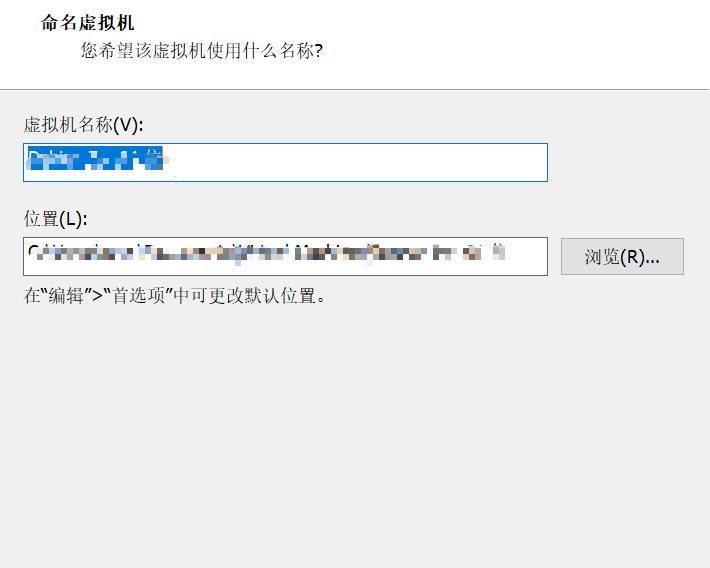 命名虚拟机
您希望该虚拟机使用什么名称?
虚拟机名称(V):
位置(L):
浏览(R)...
在“编辑”>“首选项”中可更改默认位置。